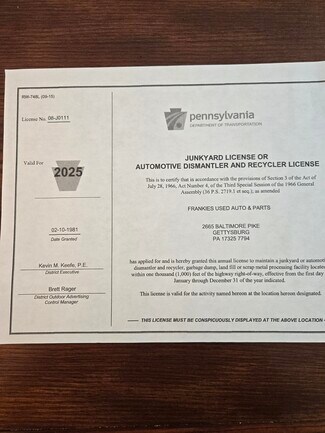 RW-746L (09-15)
License No. 08-J0111
pennsylvania
DEPARTMENT OF TRANSPORTATION
JUNKYARD LICENSE OR
AUTOMOTIVE DISMANTLER AND RECYCLER LICENSE
Valid For
2025
This is to certify that in accordance with the provisions of Section 3 of the Act of
July 28, 1966, Act Number 4, of the Third Special Session of the 1966 General
Assembly (36 P.S. 2719.1 et seq.); as amended
FRANKIES USED AUTO & PARTS
2665 BALTIMORE PIKE
GETTYSBURG
PA 17325 7794
02-10-1981
Date Granted
Kevin M. Keefe, P.E.
District Executive
Brett Rager
District Outdoor Advertising
Control Manager
has applied for and is hereby granted this annual license to maintain a junkyard or automoti
dismantler and recycler, garbage dump, land fill or scrap metal processing facility locate
within one thousand (1,000) feet of the highway right-of-way, effective from the first day
January through December 31 of the year indicated.
This license is valid for the activity named hereon at the location hereon designated.
THIS LICENSE MUST BE CONSPICUOUSLY DISPLAYED AT THE ABOVE LOCATION